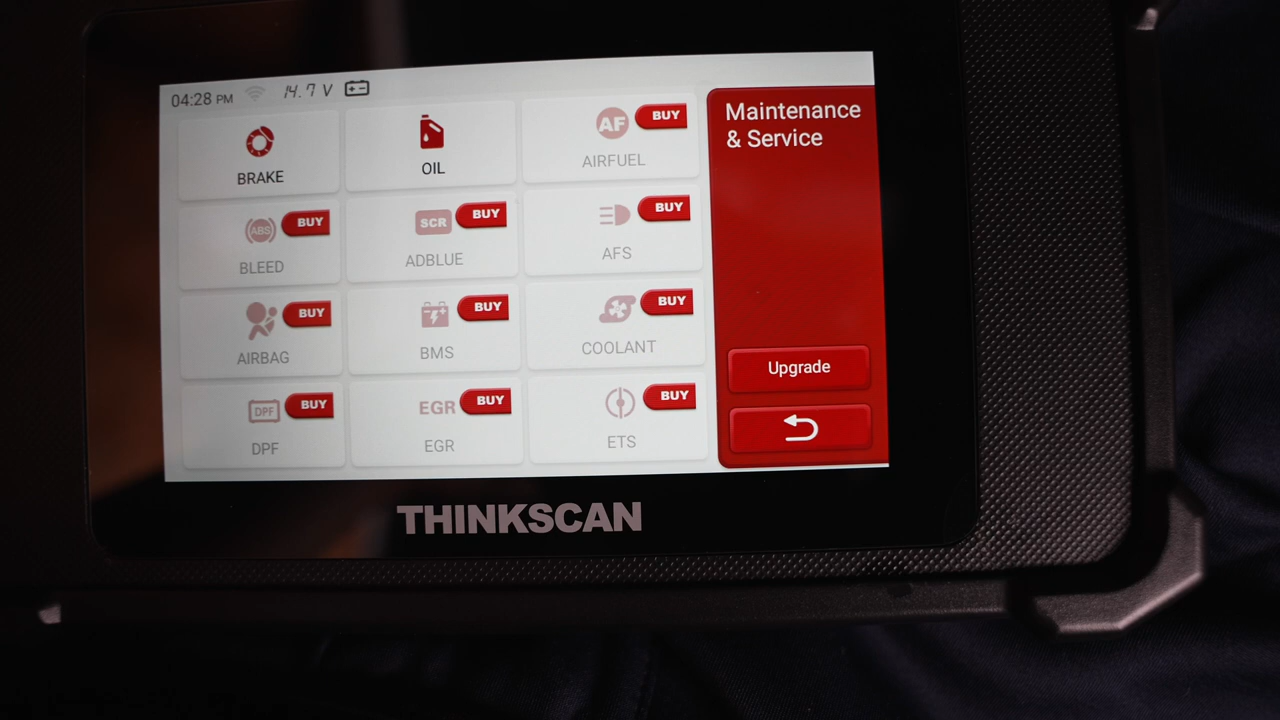 04:28 PM 14.7 V
Maintenance
& Service
BRAKE
OIL
AF BUY
AIRFUEL
ABS BUY
BLEED
SCR BUY
ADBLUE
BUY
AFS
BUY
AIRBAG
BUY
BMS
BUY
COOLANT
DPF BUY
DPF
EGR BUY
EGR
BUY
ETS
Upgrade
THINKSCAN